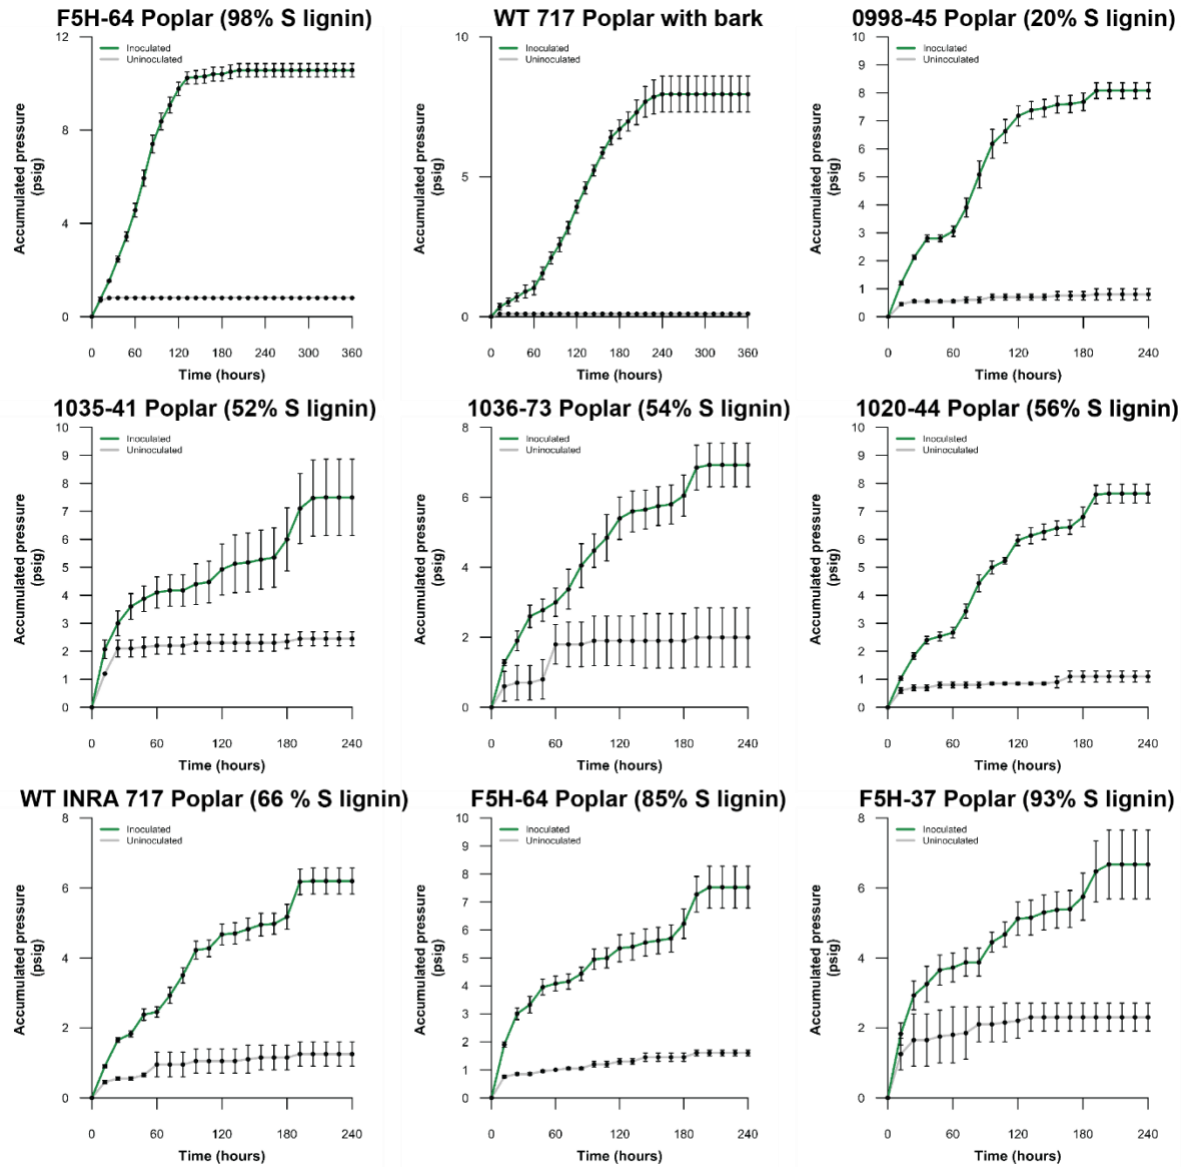 F5H-64 Poplar (98% S lignin)
12
8
4
0
Accumulated pressure
(psig)
Inoculated
Uninoculated
0 60 120 180 240 300 360
Time (hours)
WT 717 Poplar with bark
10
5
0
Accumulated pressure
(psig)
Inoculated
Uninoculated
0 60 120 180 240 300 360
Time (hours)
0998-45 Poplar (20% S lignin)
10
9
8
7
6
5
4
3
2
1
0
Accumulated pressure
(psig)
Inoculated
Uninoculated
0 60 120 180 240
Time (hours)
1035-41 Poplar (52% S lignin)
10
9
8
7
6
5
4
3
2
1
0
Accumulated pressure
(psig)
Inoculated
Uninoculated
0 60 120 180 240
Time (hours)
1036-73 Poplar (54% S lignin)
8
6
4
2
0
Accumulated pressure
(psig)
Inoculated
Uninoculated
0 60 120 180 240
Time (hours)
1020-44 Poplar (56% S lignin)
10
9
8
7
6
5
4
3
2
1
0
Accumulated pressure
(psig)
Inoculated
Uninoculated
0 60 120 180 240
Time (hours)
WT INRA 717 Poplar (66 % S lignin)
8
6
4
2
0
Accumulated pressure
(psig)
Inoculated
Uninoculated
0 60 120 180 240
Time (hours)
F5H-64 Poplar (85% S lignin)
10
9
8
7
6
5
4
3
2
1
0
Accumulated pressure
(psig)
Inoculated
Uninoculated
0 60 120 180 240
Time (hours)
F5H-37 Poplar (93% S lignin)
8
6
4
2
0
Accumulated pressure
(psig)
Inoculated
Uninoculated
0 60 120 180 240
Time (hours)